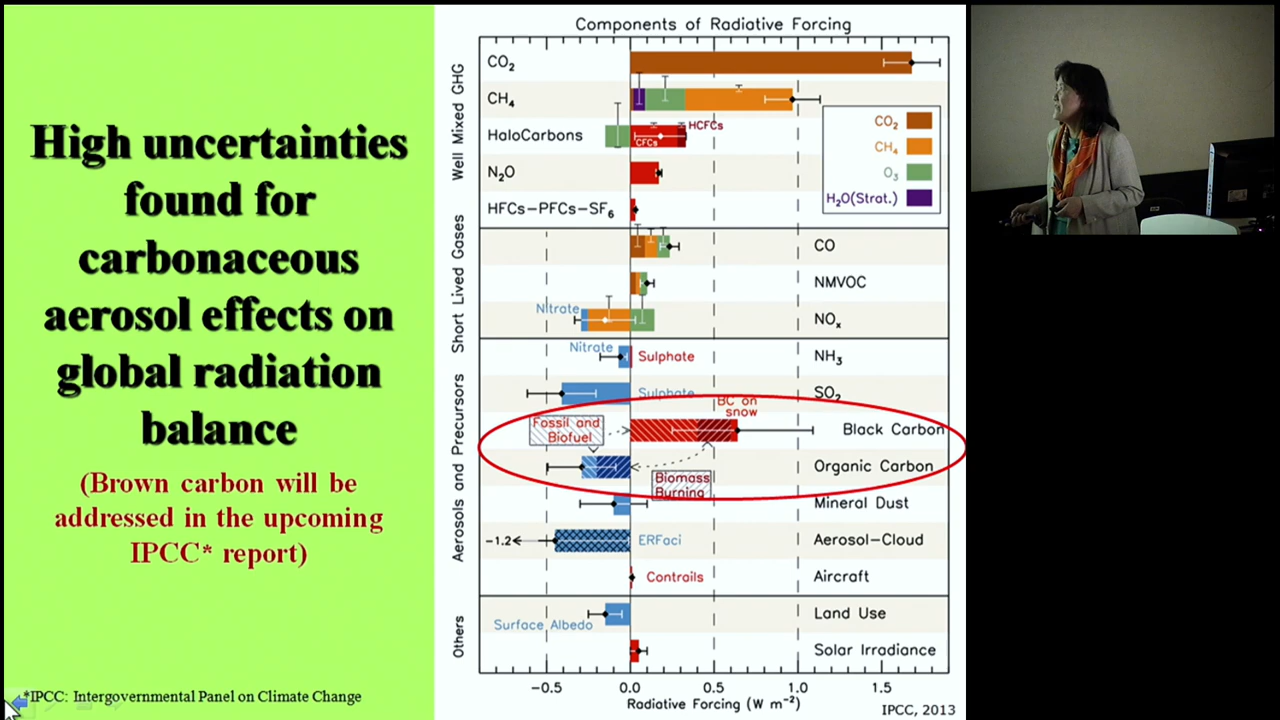 High uncertainties
found for
carbonaceous
aerosol effects on
global radiation
balance
(Brown carbon will be
addressed in the upcoming
IPCC* report)
*IPCC: Intergovernmental Panel on Climate Change
Components of Radiative Forcing
Well Mixed GHG
CO₂
CH₄
HaloCarbons
HCFCs
CFCs
N₂O
HFCs-PFCs-SF₆
CO₂
CH₄
O₃
H₂O(Strat.)
Short Lived Gases
CO
NMVOC
Nitrate
NOₓ
Aerosols and Precursors
Nitrate
Sulphate
NH₃
Sulphate
SO₂
BC on
snow
Black Carbon
Fossil and
Biofuel
Organic Carbon
Biomass
Burning
Mineral Dust
-1.2
ERFaci
Aerosol-Cloud
Contrails
Aircraft
Others
Land Use
Surface Albedo
Solar Irradiance
-0.5 0.0 0.5 1.0 1.5
Radiative Forcing (W m⁻²)
IPCC, 2013